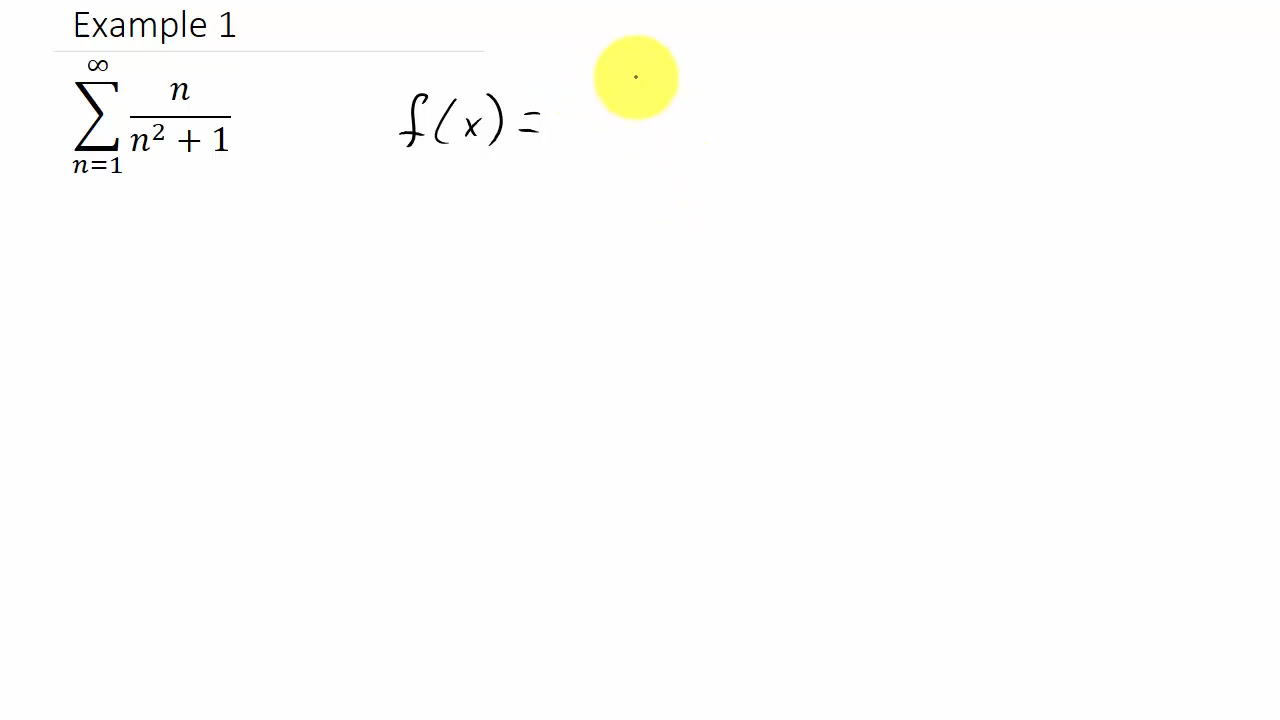 Example 1
∑_{n=1}^{∞} n/(n² + 1)
f(x) =